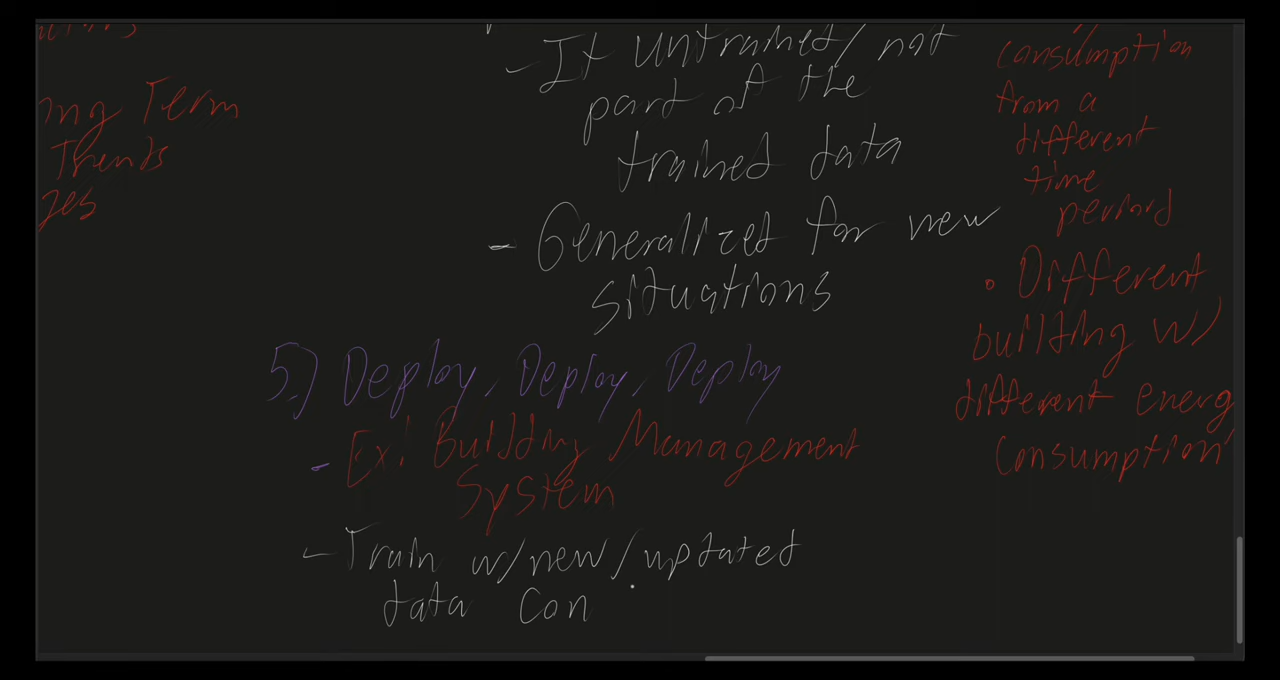 ng Term
Trends
- If untrained/not
part of the
trained data
- Generalized for new
situations
consumption
from a
different
time
period
• Different
building w/
different energ
consumption
5.) Deploy, Deploy, Deploy
- Ex: Building Management
System
- Train w/new/updated
data Con